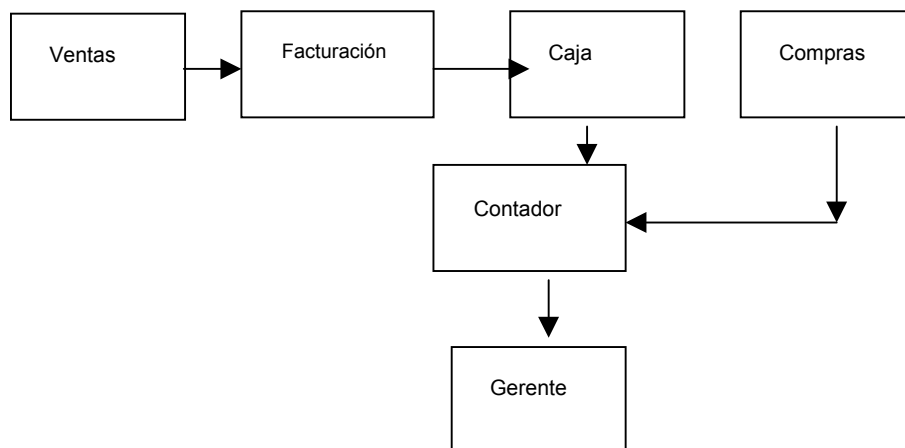 Ventas
Facturación
Caja
Compras
Contador
Gerente